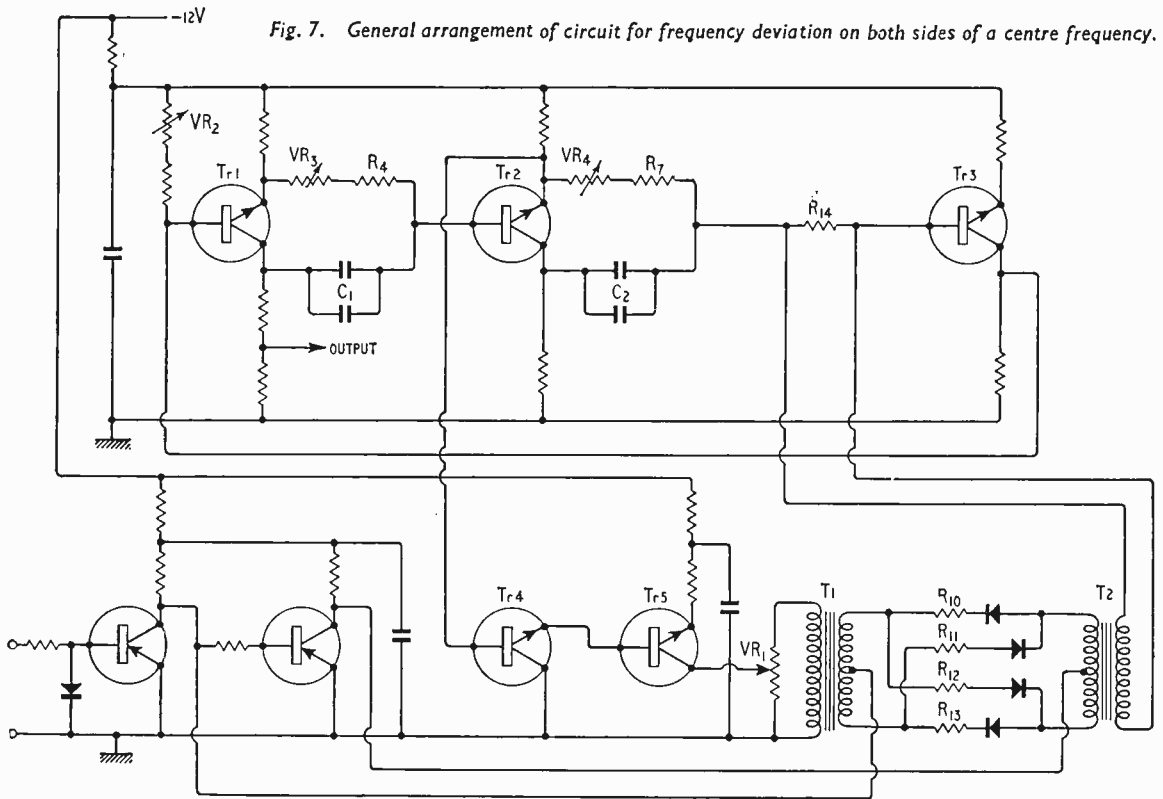 -12V
Fig. 7. General arrangement of circuit for frequency deviation on both sides of a centre frequency.
VR2
Tr1
VR3
R4
Tr2
VR4
R7
R14
Tr3
C1
C2
OUTPUT
Tr4
Tr5
VR1
T1
R10
R11
R12
R13
T2